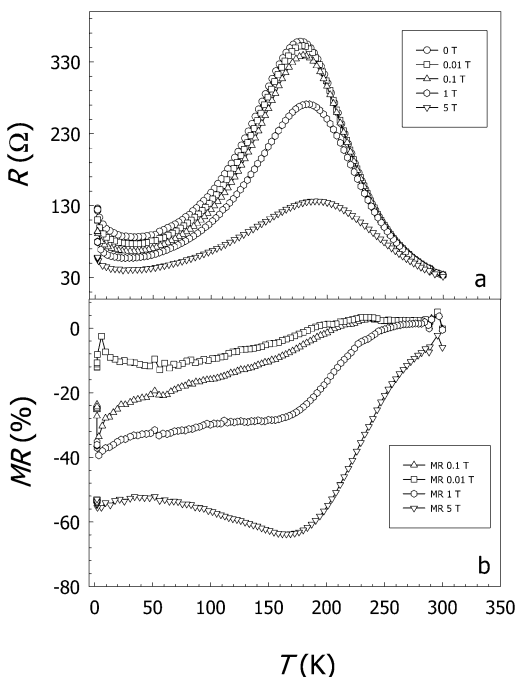 R (Ω)
330
230
130
30
0 T
0.01 T
0.1 T
1 T
5 T
a
MR (%)
0
-20
-40
-60
-80
MR 0.1 T
MR 0.01 T
MR 1 T
MR 5 T
b
0 50 100 150 200 250 300 350
T (K)